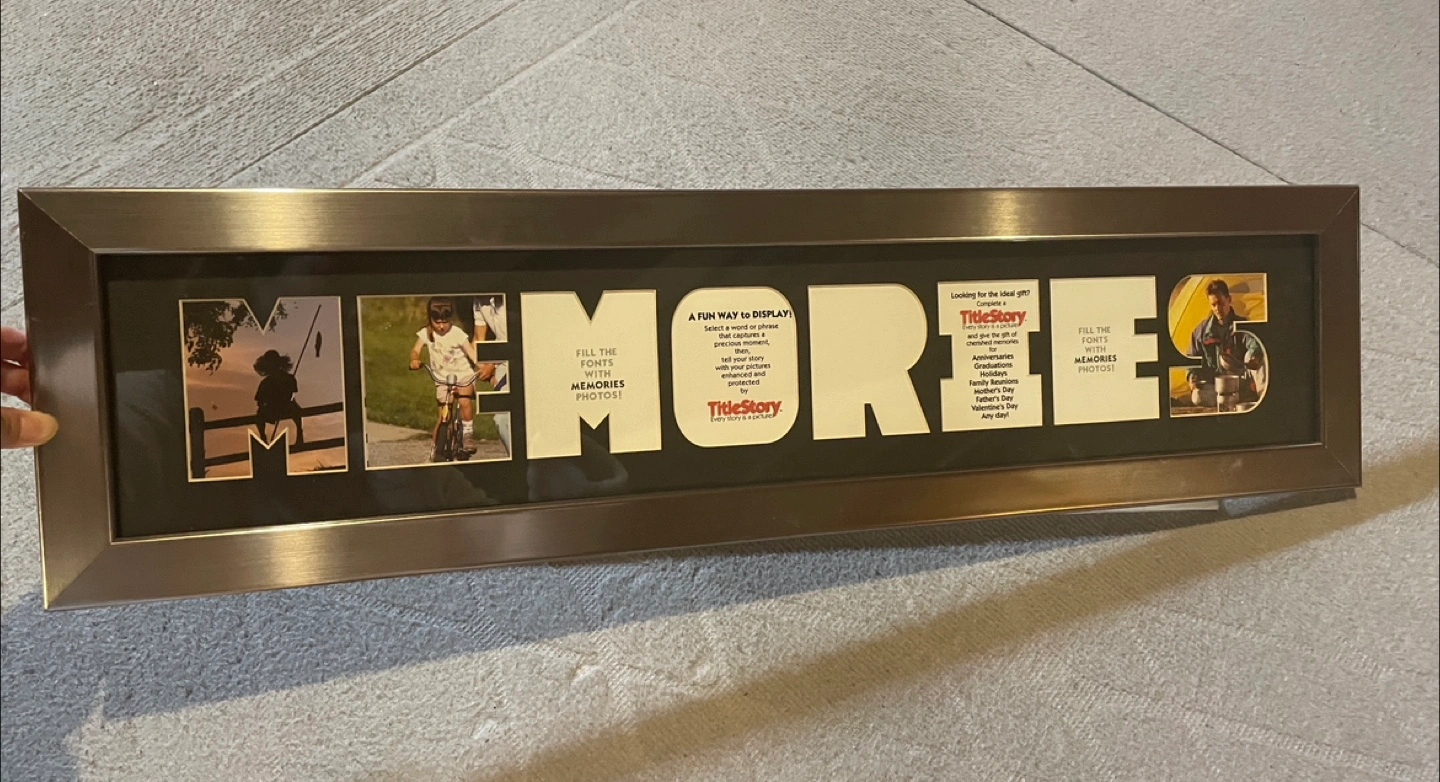 MEMORIES
FILL THE
FONTS
WITH
MEMORIES
PHOTOS!
A FUN WAY to DISPLAY!
Select a word or phrase
that captures a
precious moment,
then,
tell your story
with your pictures
enhanced and
protected
by
TitleStory.
Every story is a picture!
Looking for the ideal gift?
Complete a
TitleStory.
Every story is a picture!
and give the gift of
cherished memories
for
Anniversaries
Graduations
Holidays
Family Reunions
Mother's Day
Father's Day
Valentine's Day
Any day!
FILL THE
FONTS
WITH
MEMORIES
PHOTOS!